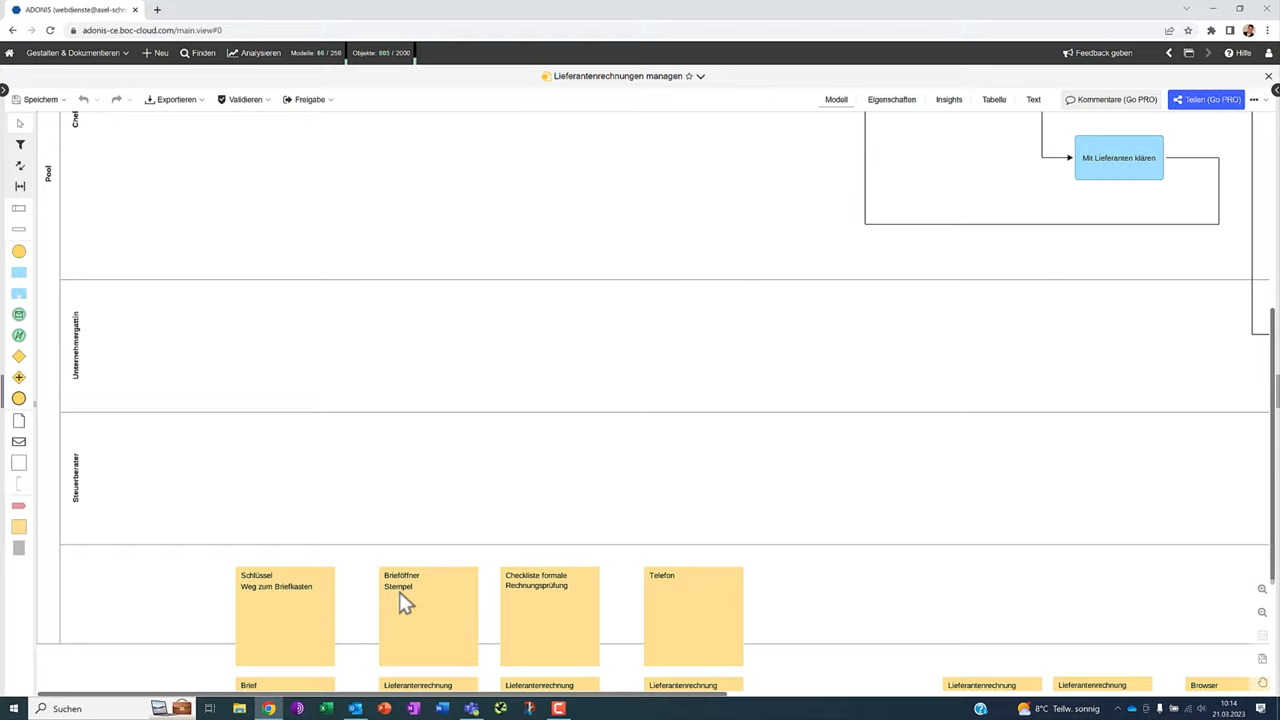 ADONIS (webdienste@axel-schr
adonis-ce.boc-cloud.com/main.view#0
Gestalten & Dokumentieren
Neu
Finden
Analysieren
Modelle: 66 / 256
Objekte: 605 / 2000
Feedback geben
Hilfe
Lieferantenrechnungen managen
Speichern
Exportieren
Validieren
Freigabe
Modell
Eigenschaften
Insights
Tabelle
Text
Kommentare (Go PRO)
Teilen (Go PRO)
Pool
Chef
Mit Lieferanten klären
Unternehmergattin
Steuerberater
Schlüssel
Weg zum Briefkasten
Brieföffner
Stempel
Checkliste formale
Rechnungsprüfung
Telefon
Brief
Lieferantenrechnung
Lieferantenrechnung
Lieferantenrechnung
Lieferantenrechnung
Lieferantenrechnung
Browser
Suchen
8°C Teilw. sonnig
10:14
21.03.2023